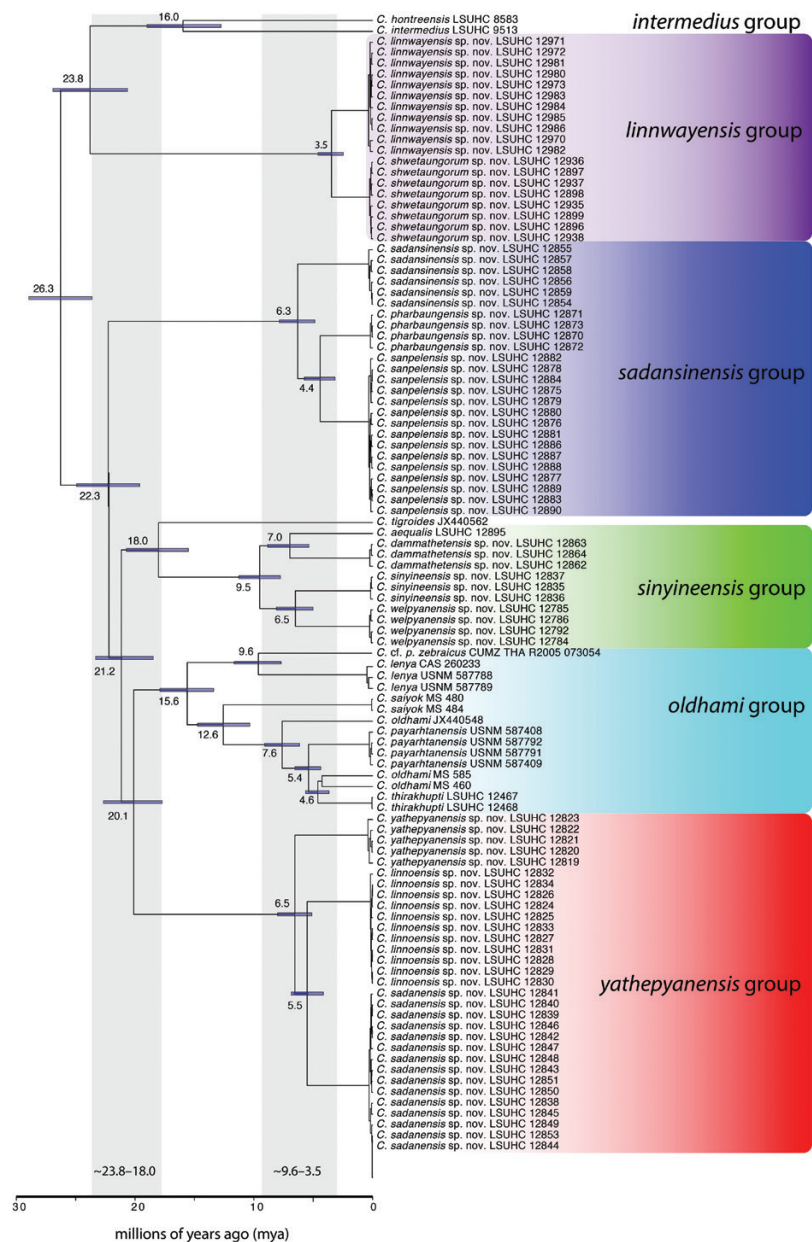 C. hontreensis LSUHC 8583
C. intermedius LSUHC 9513
intermedius group
C. linnwayensis sp. nov. LSUHC 12971
C. linnwayensis sp. nov. LSUHC 12972
C. linnwayensis sp. nov. LSUHC 12981
C. linnwayensis sp. nov. LSUHC 12980
C. linnwayensis sp. nov. LSUHC 12973
C. linnwayensis sp. nov. LSUHC 12983
C. linnwayensis sp. nov. LSUHC 12984
C. linnwayensis sp. nov. LSUHC 12985
C. linnwayensis sp. nov. LSUHC 12986
C. linnwayensis sp. nov. LSUHC 12970
C. linnwayensis sp. nov. LSUHC 12982
C. shwetaungorum sp. nov. LSUHC 12936
C. shwetaungorum sp. nov. LSUHC 12897
C. shwetaungorum sp. nov. LSUHC 12937
C. shwetaungorum sp. nov. LSUHC 12898
C. shwetaungorum sp. nov. LSUHC 12935
C. shwetaungorum sp. nov. LSUHC 12899
C. shwetaungorum sp. nov. LSUHC 12896
C. shwetaungorum sp. nov. LSUHC 12938
linnwayensis group
C. sadansinensis sp. nov. LSUHC 12855
C. sadansinensis sp. nov. LSUHC 12857
C. sadansinensis sp. nov. LSUHC 12858
C. sadansinensis sp. nov. LSUHC 12856
C. sadansinensis sp. nov. LSUHC 12859
C. sadansinensis sp. nov. LSUHC 12854
C. pharbaungensis sp. nov. LSUHC 12871
C. pharbaungensis sp. nov. LSUHC 12873
C. pharbaungensis sp. nov. LSUHC 12870
C. pharbaungensis sp. nov. LSUHC 12872
C. sanpelensis sp. nov. LSUHC 12882
C. sanpelensis sp. nov. LSUHC 12878
C. sanpelensis sp. nov. LSUHC 12884
C. sanpelensis sp. nov. LSUHC 12875
C. sanpelensis sp. nov. LSUHC 12879
C. sanpelensis sp. nov. LSUHC 12880
C. sanpelensis sp. nov. LSUHC 12876
C. sanpelensis sp. nov. LSUHC 12881
C. sanpelensis sp. nov. LSUHC 12886
C. sanpelensis sp. nov. LSUHC 12887
C. sanpelensis sp. nov. LSUHC 12888
C. sanpelensis sp. nov. LSUHC 12877
C. sanpelensis sp. nov. LSUHC 12889
C. sanpelensis sp. nov. LSUHC 12883
C. sanpelensis sp. nov. LSUHC 12890
sadansinensis group
C. tigroides JX440562
C. aequalis LSUHC 12895
C. dammathetensis sp. nov. LSUHC 12863
C. dammathetensis sp. nov. LSUHC 12864
C. dammathetensis sp. nov. LSUHC 12862
C. sinyineensis sp. nov. LSUHC 12837
C. sinyineensis sp. nov. LSUHC 12835
C. sinyineensis sp. nov. LSUHC 12836
C. welpyanensis sp. nov. LSUHC 12785
C. welpyanensis sp. nov. LSUHC 12786
C. welpyanensis sp. nov. LSUHC 12792
C. welpyanensis sp. nov. LSUHC 12784
sinyineensis group
C. cf. p. zebraicus CUMZ THA R2005 073054
C. lenya CAS 260233
C. lenya USNM 587788
C. lenya USNM 587789
C. saiyok MS 480
C. saiyok MS 484
C. oldhami JX440548
C. payarhtanensis USNM 587408
C. payarhtanensis USNM 587792
C. payarhtanensis USNM 587791
C. payarhtanensis USNM 587409
C. oldhami MS 585
C. oldhami MS 460
C. thirakhupti LSUHC 12467
C. thirakhupti LSUHC 12468
oldhami group
C. yathepyanensis sp. nov. LSUHC 12823
C. yathepyanensis sp. nov. LSUHC 12822
C. yathepyanensis sp. nov. LSUHC 12821
C. yathepyanensis sp. nov. LSUHC 12820
C. yathepyanensis sp. nov. LSUHC 12819
C. linnoensis sp. nov. LSUHC 12832
C. linnoensis sp. nov. LSUHC 12834
C. linnoensis sp. nov. LSUHC 12826
C. linnoensis sp. nov. LSUHC 12824
C. linnoensis sp. nov. LSUHC 12825
C. linnoensis sp. nov. LSUHC 12833
C. linnoensis sp. nov. LSUHC 12827
C. linnoensis sp. nov. LSUHC 12831
C. linnoensis sp. nov. LSUHC 12828
C. linnoensis sp. nov. LSUHC 12829
C. linnoensis sp. nov. LSUHC 12830
C. sadanensis sp. nov. LSUHC 12841
C. sadanensis sp. nov. LSUHC 12840
C. sadanensis sp. nov. LSUHC 12839
C. sadanensis sp. nov. LSUHC 12846
C. sadanensis sp. nov. LSUHC 12842
C. sadanensis sp. nov. LSUHC 12847
C. sadanensis sp. nov. LSUHC 12848
C. sadanensis sp. nov. LSUHC 12843
C. sadanensis sp. nov. LSUHC 12851
C. sadanensis sp. nov. LSUHC 12850
C. sadanensis sp. nov. LSUHC 12838
C. sadanensis sp. nov. LSUHC 12845
C. sadanensis sp. nov. LSUHC 12849
C. sadanensis sp. nov. LSUHC 12853
C. sadanensis sp. nov. LSUHC 12844
yathepyanensis group
16.0
23.8
3.5
26.3
6.3
4.4
22.3
18.0
7.0
9.5
6.5
21.2
9.6
15.6
12.6
7.6
5.4
4.6
20.1
6.5
5.5
~23.8–18.0
~9.6–3.5
30
20
10
0
millions of years ago (mya)